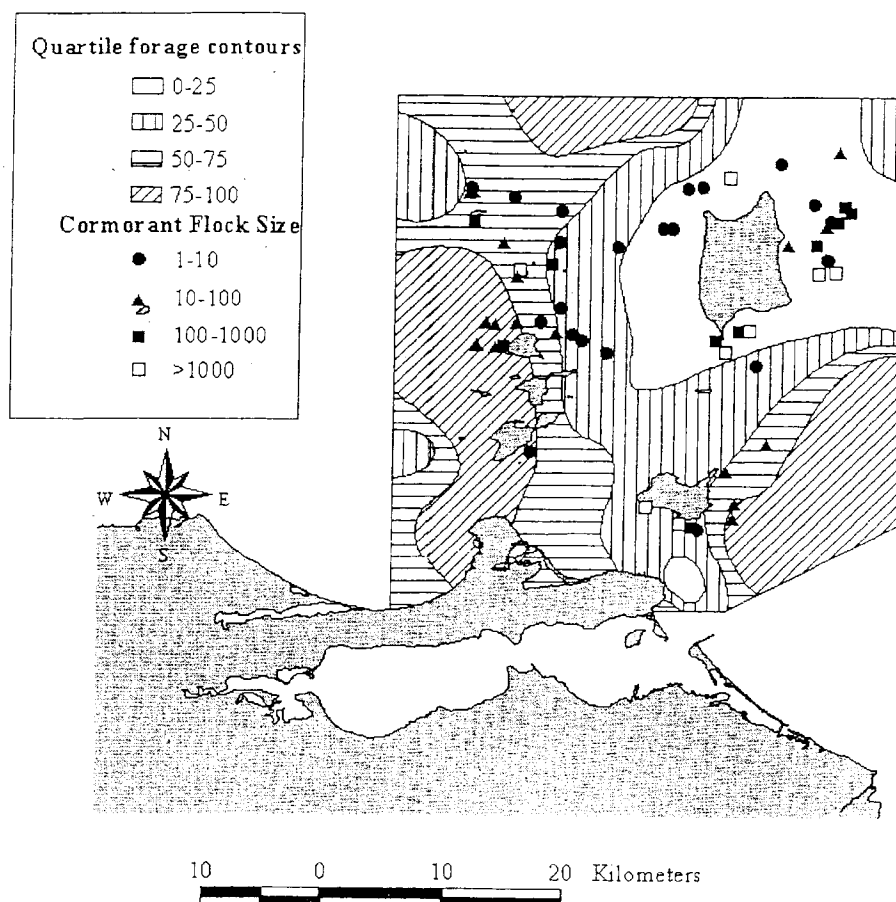 Quartile forage contours
0-25
25-50
50-75
75-100
Cormorant Flock Size
1-10
10-100
100-1000
>1000
N
W E
S
10 0 10 20 Kilometers